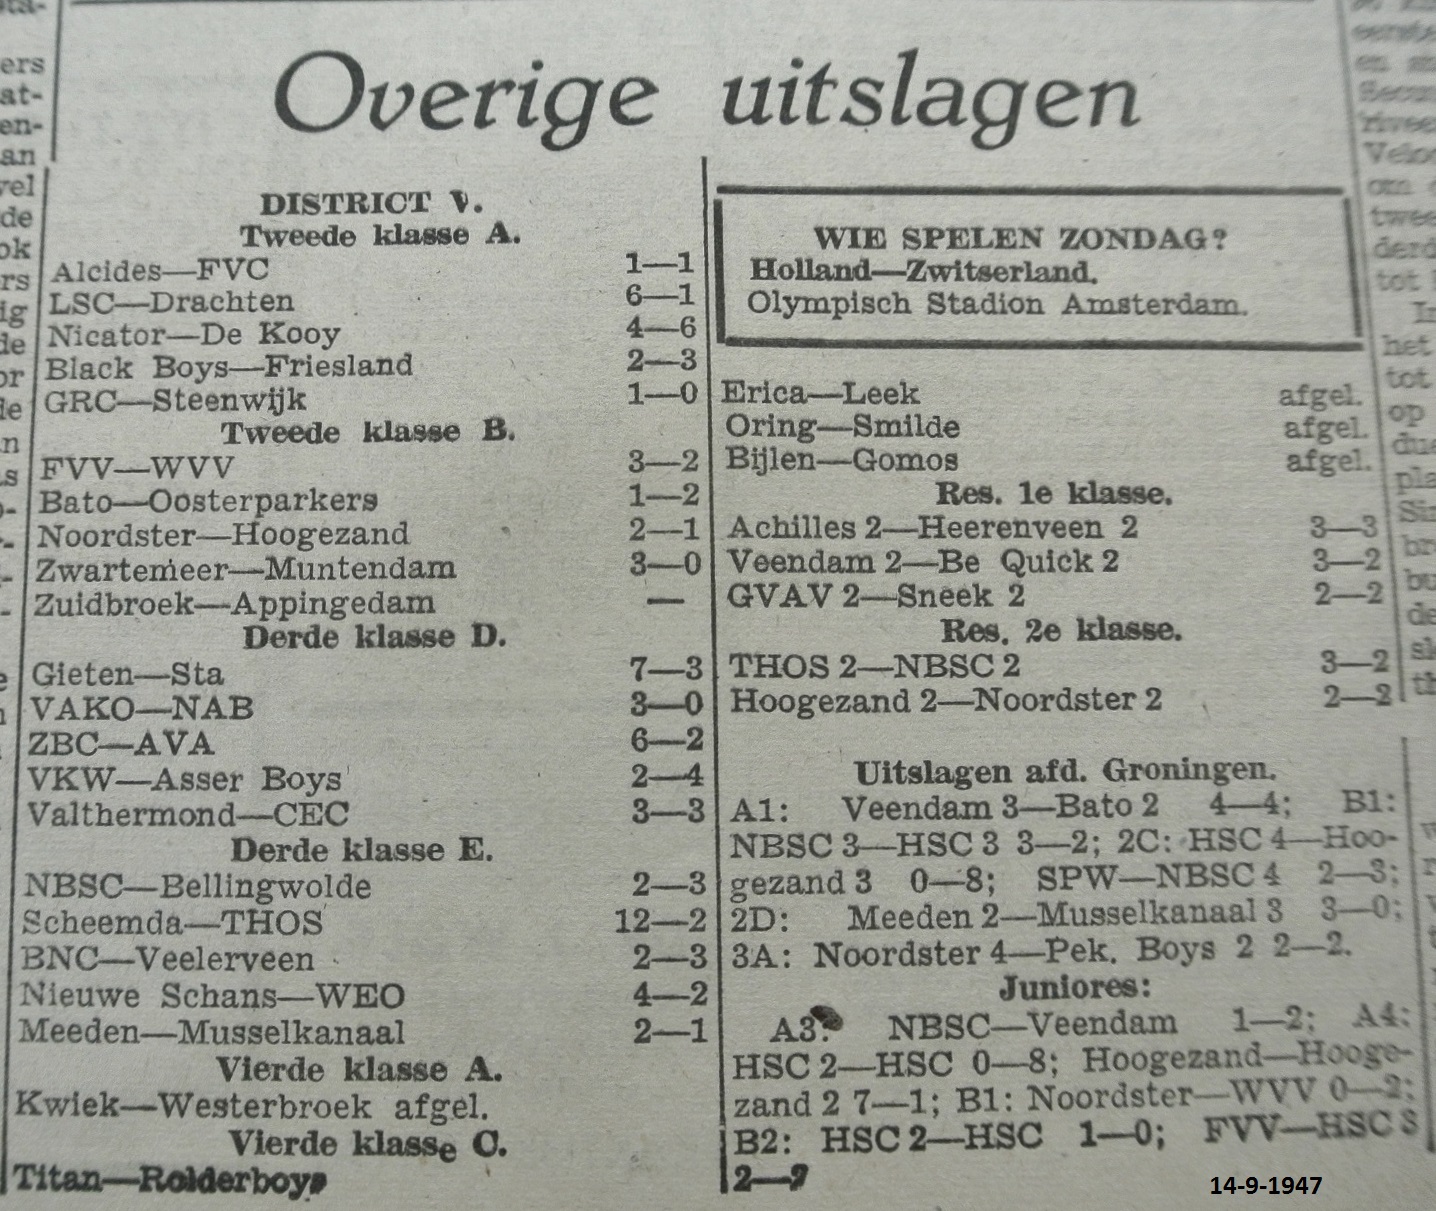 Overige uitslagen
DISTRICT V.
Tweede klasse A.
Alcides—FVC 1—1
LSC—Drachten 6—1
Nicator—De Kooy 4—6
Black Boys—Friesland 2—3
GRC—Steenwijk 1—0
Tweede klasse B.
FVV—WVV 3—2
Bato—Oosterparkers 1—2
Noordster—Hoogezand 2—1
Zwartemeer—Muntendam 3—0
Zuidbroek—Appingedam —
Derde klasse D.
Gieten—Sta 7—3
VAKO—NAB 3—0
ZBC—AVA 6—2
VKW—Asser Boys 2—4
Valthermond—CEC 3—3
Derde klasse E.
NBSC—Bellingwolde 2—3
Scheemda—THOS 12—2
BNC—Veelerveen 2—3
Nieuwe Schans—WEO 4—2
Meeden—Musselkanaal 2—1
Vierde klasse A.
Kwiek—Westerbroek afgel.
Vierde klasse C.
Titan—Rolderboys
WIE SPELEN ZONDAG?
Holland—Zwitserland.
Olympisch Stadion Amsterdam.
Erica—Leek afgel.
Oring—Smilde afgel.
Bijlen—Gomos afgel.
Res. 1e klasse.
Achilles 2—Heerenveen 2 3—3
Veendam 2—Be Quick 2 3—2
GVAV 2—Sneek 2 2—2
Res. 2e klasse.
THOS 2—NBSC 2 3—2
Hoogezand 2—Noordster 2 2—2
Uitslagen afd. Groningen.
A1: Veendam 3—Bato 2 4—4; B1:
NBSC 3—HSC 3 3—2; 2C: HSC 4—Hoo-
gezand 3 0—8; SPW—NBSC 4 2—3;
2D: Meeden 2—Musselkanaal 3 3—0;
3A: Noordster 4—Pek. Boys 2 2—2.
Juniores:
A3: NBSC—Veendam 1—2; A4:
HSC 2—HSC 0—8; Hoogezand—Hooge-
zand 2 7—1; B1: Noordster—WVV 0—2;
B2: HSC 2—HSC 1—0; FVV—HSC 3
2—2
14-9-1947